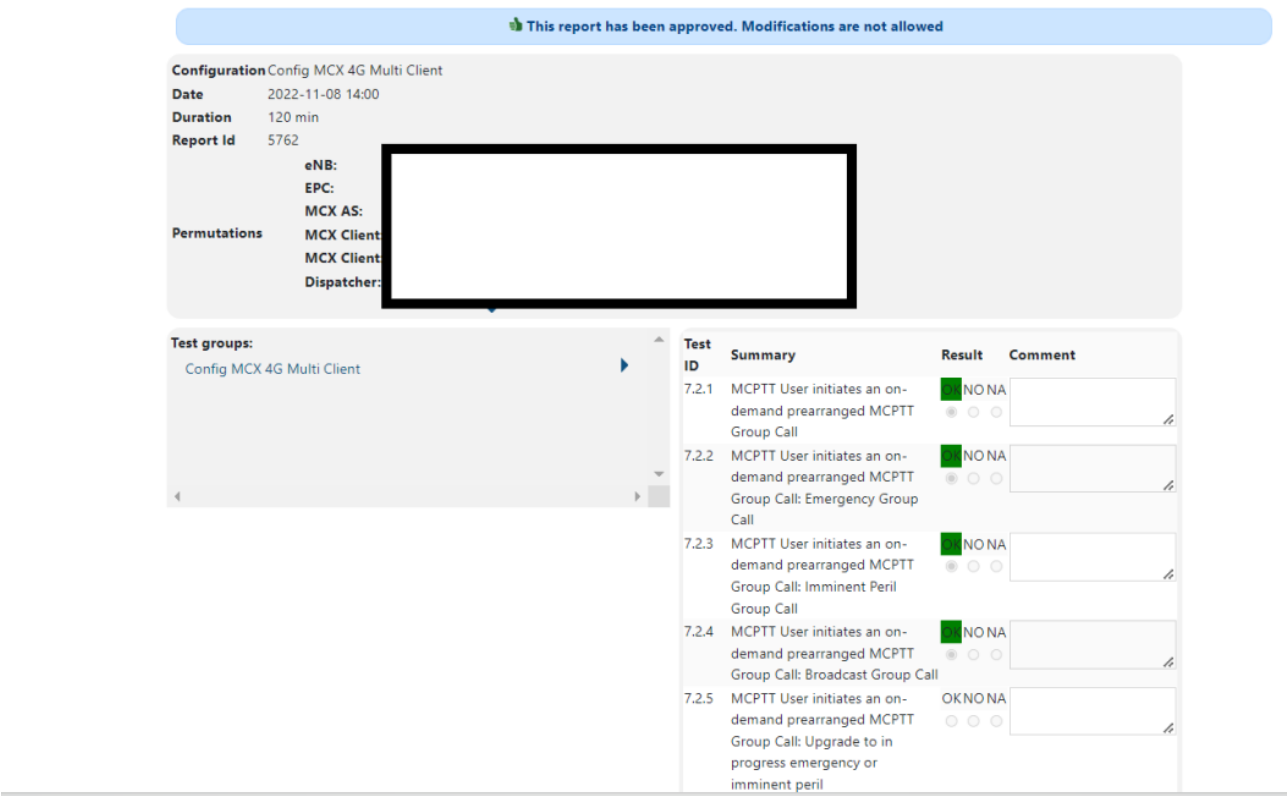 This report has been approved. Modifications are not allowed
Configuration Config MCX 4G Multi Client
Date 2022-11-08 14:00
Duration 120 min
Report Id 5762
eNB:
EPC:
MCX AS:
Permutations MCX Client:
MCX Client:
Dispatcher:
Test groups:
Config MCX 4G Multi Client
Test
ID Summary Result Comment
7.2.1 MCPTT User initiates an on- OK NO NA
demand prearranged MCPTT
Group Call
7.2.2 MCPTT User initiates an on- OK NO NA
demand prearranged MCPTT
Group Call: Emergency Group
Call
7.2.3 MCPTT User initiates an on- OK NO NA
demand prearranged MCPTT
Group Call: Imminent Peril
Group Call
7.2.4 MCPTT User initiates an on- OK NO NA
demand prearranged MCPTT
Group Call: Broadcast Group Call
7.2.5 MCPTT User initiates an on- OK NO NA
demand prearranged MCPTT
Group Call: Upgrade to in
progress emergency or
imminent peril